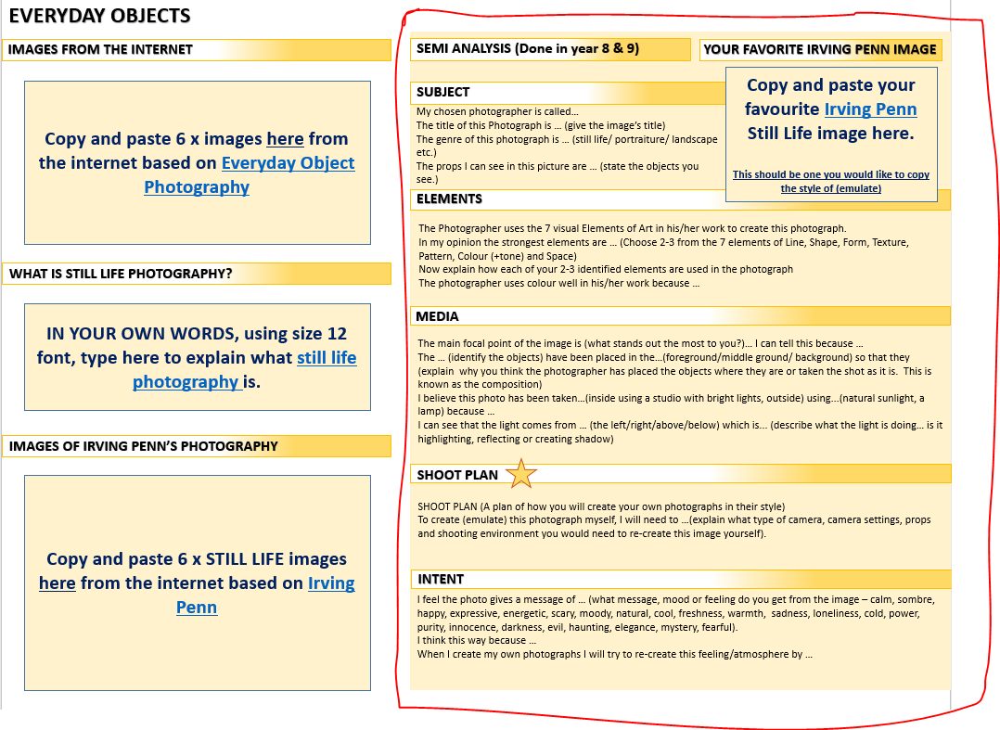 EVERYDAY OBJECTS
IMAGES FROM THE INTERNET
Copy and paste 6 x images here from
the internet based on Everyday Object
Photography
WHAT IS STILL LIFE PHOTOGRAPHY?
IN YOUR OWN WORDS, using size 12
font, type here to explain what still life
photography is.
IMAGES OF IRVING PENN'S PHOTOGRAPHY
Copy and paste 6 x STILL LIFE images
here from the internet based on Irving
Penn
SEMI ANALYSIS (Done in year 8 & 9)
YOUR FAVORITE IRVING PENN IMAGE
Copy and paste your
favourite Irving Penn
Still Life image here.
This should be one you would like to copy
the style of (emulate)
SUBJECT
My chosen photographer is called…
The title of this Photograph is … (give the image's title)
The genre of this photograph is … (still life/ portraiture/ landscape
etc.)
The props I can see in this picture are … (state the objects you
see.)
ELEMENTS
The Photographer uses the 7 visual Elements of Art in his/her work to create this photograph.
In my opinion the strongest elements are … (Choose 2-3 from the 7 elements of Line, Shape, Form, Texture,
Pattern, Colour (+tone) and Space)
Now explain how each of your 2-3 identified elements are used in the photograph
The photographer uses colour well in his/her work because …
MEDIA
The main focal point of the image is (what stands out the most to you?)… I can tell this because …
The … (identify the objects) have been placed in the…(foreground/middle ground/ background) so that they
(explain  why you think the photographer has placed the objects where they are or taken the shot as it is.  This is
known as the composition)
I believe this photo has been taken…(inside using a studio with bright lights, outside) using…(natural sunlight, a
lamp) because …
I can see that the light comes from … (the left/right/above/below) which is… (describe what the light is doing… is it
highlighting, reflecting or creating shadow)
SHOOT PLAN
SHOOT PLAN (A plan of how you will create your own photographs in their style)
To create (emulate) this photograph myself, I will need to …(explain what type of camera, camera settings, props
and shooting environment you would need to re-create this image yourself).
INTENT
I feel the photo gives a message of … (what message, mood or feeling do you get from the image – calm, sombre,
happy, expressive, energetic, scary, moody, natural, cool, freshness, warmth,  sadness, loneliness, cold, power,
purity, innocence, darkness, evil, haunting, elegance, mystery, fearful).
I think this way because …
When I create my own photographs I will try to re-create this feeling/atmosphere by …